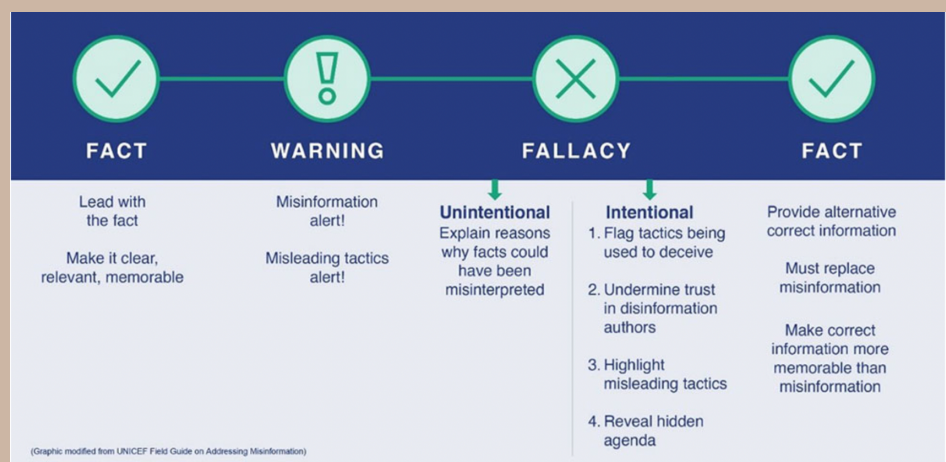 FACT
WARNING
FALLACY
FACT
Lead with
the fact
Make it clear,
relevant, memorable
Misinformation
alert!
Misleading tactics
alert!
Unintentional
Explain reasons
why facts could
have been
misinterpreted
Intentional
1. Flag tactics being
used to deceive
2. Undermine trust
in disinformation
authors
3. Highlight
misleading tactics
4. Reveal hidden
agenda
Provide alternative
correct information
Must replace
misinformation
Make correct
information more
memorable than
misinformation
(Graphic modified from UNICEF Field Guide on Addressing Misinformation)